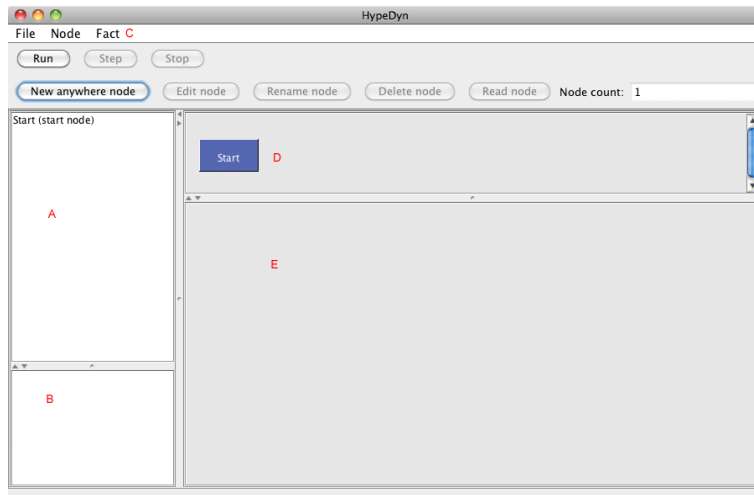 HypeDyn
File Node Fact C
Run Step Stop
New anywhere node Edit node Rename node Delete node Read node Node count: 1
Start (start node)
Start D
A
E
B